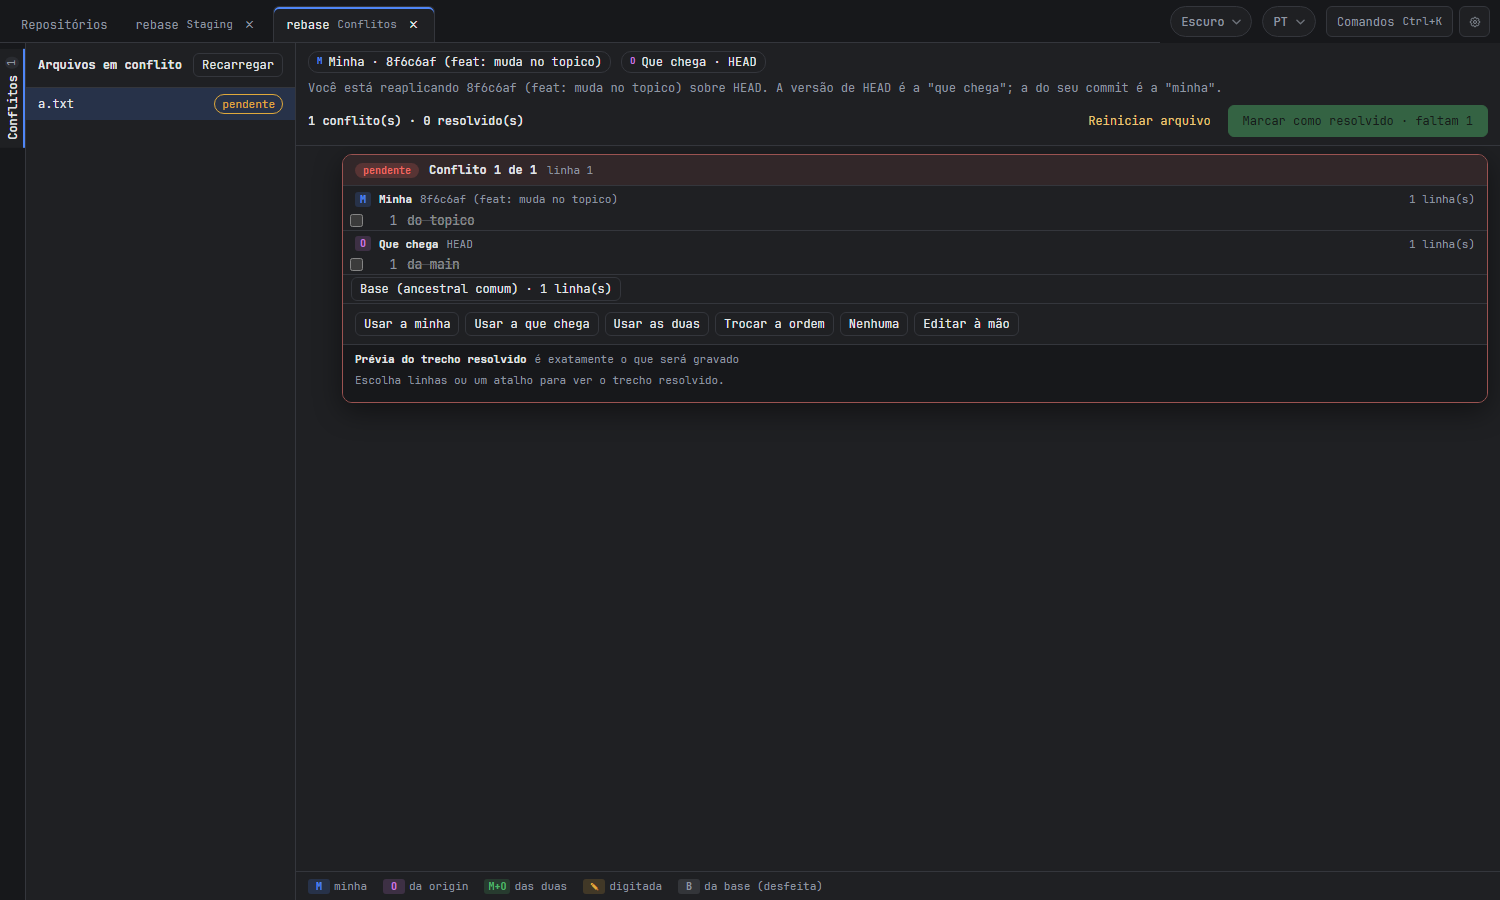 Repositórios rebase Staging × rebase Conflitos × Escuro PT Comandos Ctrl+K
Conflitos 1
Arquivos em conflito Recarregar
a.txt pendente
M Minha · 8f6c6af (feat: muda no topico) O Que chega · HEAD
Você está reaplicando 8f6c6af (feat: muda no topico) sobre HEAD. A versão de HEAD é a "que chega"; a do seu commit é a "minha".
1 conflito(s) · 0 resolvido(s) Reiniciar arquivo Marcar como resolvido · faltam 1
pendente Conflito 1 de 1 linha 1
M Minha 8f6c6af (feat: muda no topico) 1 linha(s)
1 do topico
O Que chega HEAD 1 linha(s)
1 da main
Base (ancestral comum) · 1 linha(s)
Usar a minha Usar a que chega Usar as duas Trocar a ordem Nenhuma Editar à mão
Prévia do trecho resolvido é exatamente o que será gravado
Escolha linhas ou um atalho para ver o trecho resolvido.
M minha O da origin M+O das duas digitada B da base (desfeita)